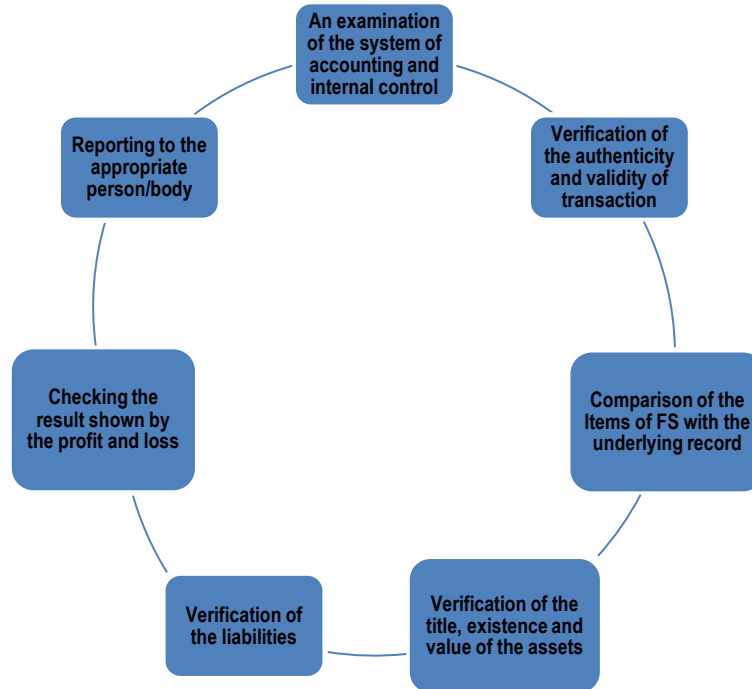 An examination
of the system of
accounting and
internal control
Verification of
the authenticity
and validity of
transaction
Comparison of the
Items of FS with the
underlying record
Verification of the
title, existence and
value of the assets
Verification of
the liabilities
Checking the
result shown by
the profit and loss
Reporting to the
appropriate
person/body